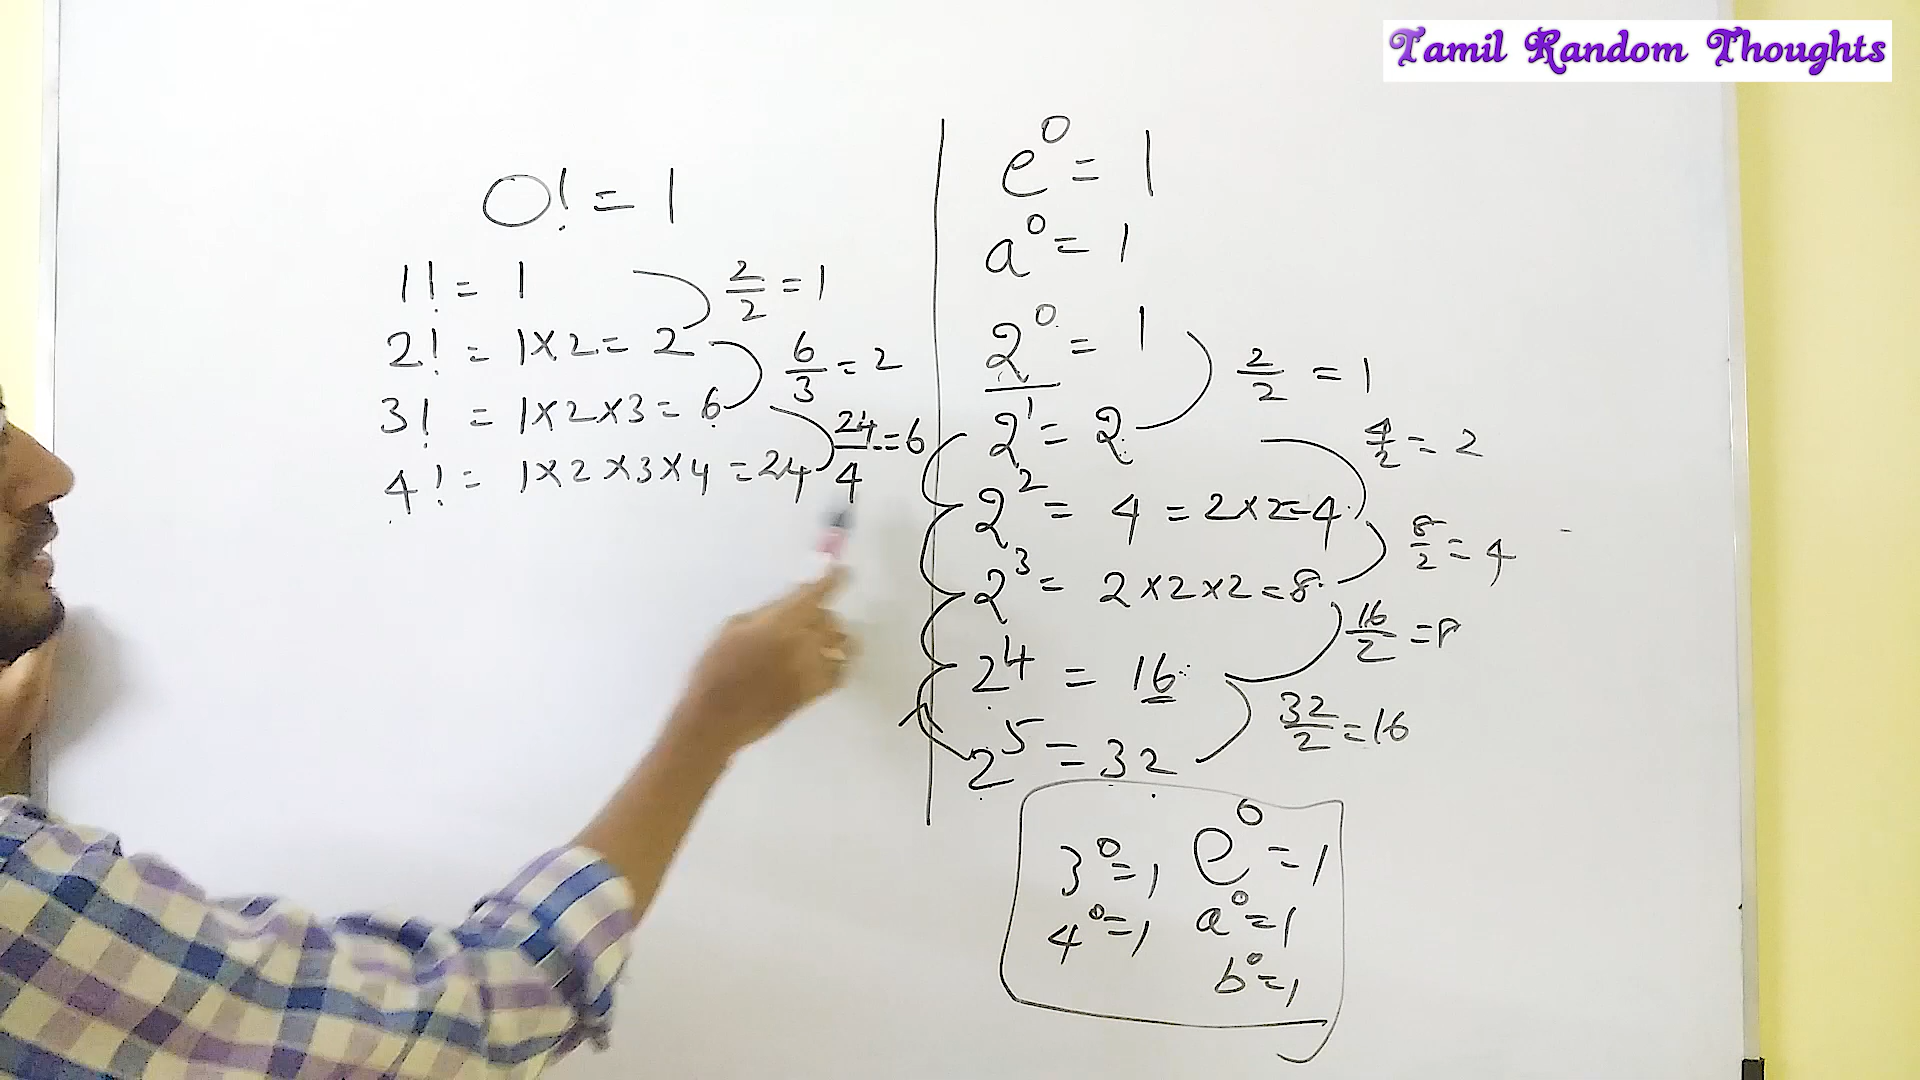 Tamil Random Thoughts
0! = 1
1! = 1
2/2 = 1
2! = 1×2 = 2
6/3 = 2
3! = 1×2×3 = 6
24/4 = 6
4! = 1×2×3×4 = 24
e⁰ = 1
a⁰ = 1
2⁰ = 1
2/2 = 1
2¹ = 2
4/2 = 2
2² = 4 = 2×2=4
8/2 = 4
2³ = 2×2×2=8
16/2 = 8
2⁴ = 16
32/2 = 16
2⁵ = 32
3⁰=1 e⁰=1
4⁰=1 a⁰=1
b⁰=1